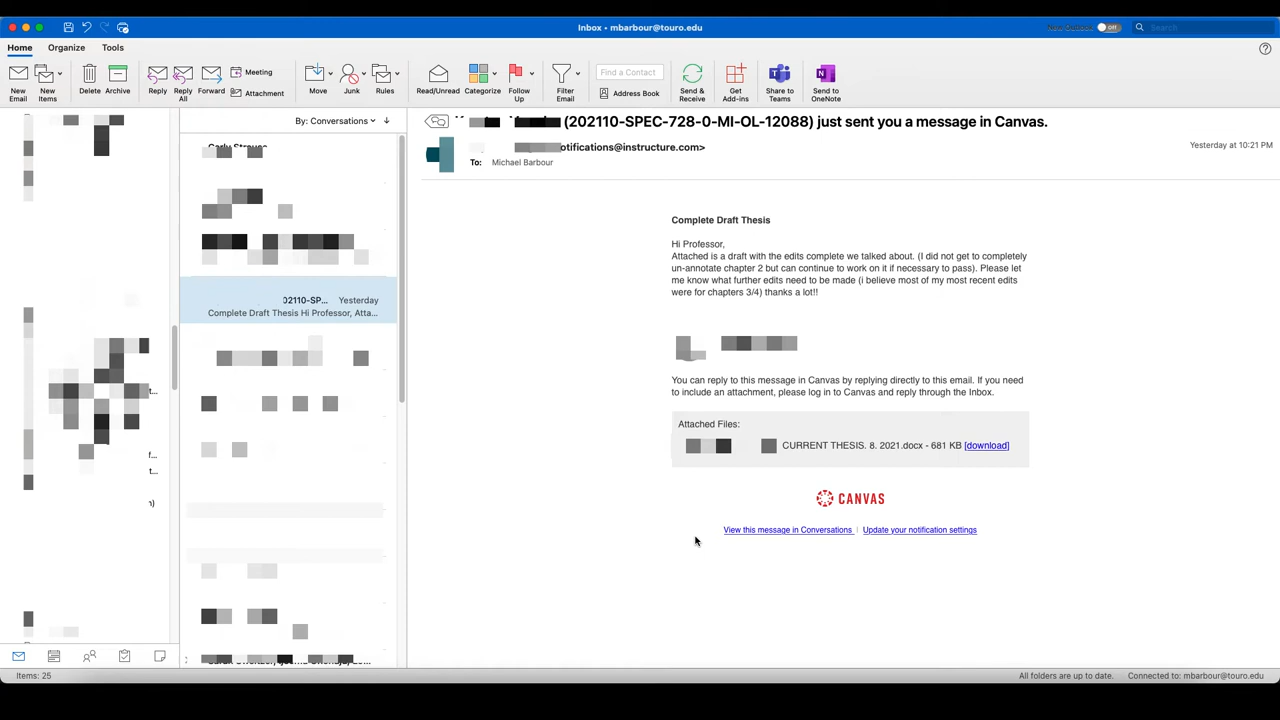 Inbox • mbarbour@touro.edu
Off
Search
Home
Organize
Tools
New Email
New Items
Delete
Archive
Reply
Reply All
Forward
Meeting
Attachment
Move
Junk
Rules
Read/Unread
Categorize
Follow Up
Filter Email
Find a Contact
Address Book
Send & Receive
Get Add-ins
Share to Teams
Send to OneNote
By: Conversations
(202110-SPEC-728-0-MI-OL-12088) just sent you a message in Canvas.
otifications@instructure.com>
Yesterday at 10:21 PM
To: Michael Barbour
02110-SP... Yesterday
Complete Draft Thesis Hi Professor, Atta...
Complete Draft Thesis
Hi Professor,
Attached is a draft with the edits complete we talked about. (I did not get to completely
un-annotate chapter 2 but can continue to work on it if necessary to pass). Please let
me know what further edits need to be made (i believe most of my most recent edits
were for chapters 3/4) thanks a lot!!
You can reply to this message in Canvas by replying directly to this email. If you need
to include an attachment, please log in to Canvas and reply through the Inbox.
Attached Files:
CURRENT THESIS. 8. 2021.docx - 681 KB [download]
CANVAS
View this message in Conversations | Update your notification settings
Items: 25
All folders are up to date.
Connected to: mbarbour@touro.edu